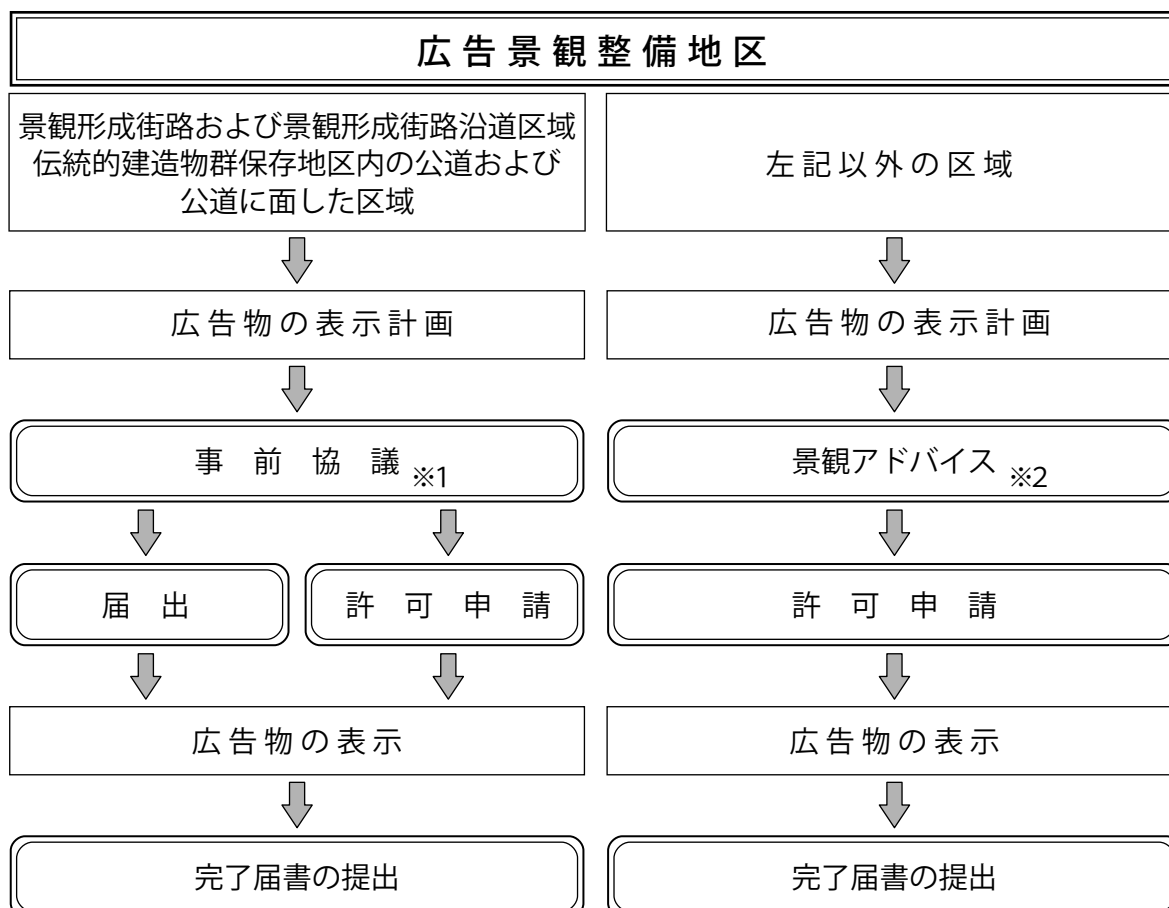 広告景観整備地区
景観形成街路および景観形成街路沿道区域
伝統的建造物群保存地区内の公道および
公道に面した区域
広告物の表示計画
事前協議 ※1
届出
許可申請
広告物の表示
完了届書の提出
左記以外の区域
広告物の表示計画
景観アドバイス ※2
許可申請
広告物の表示
完了届書の提出